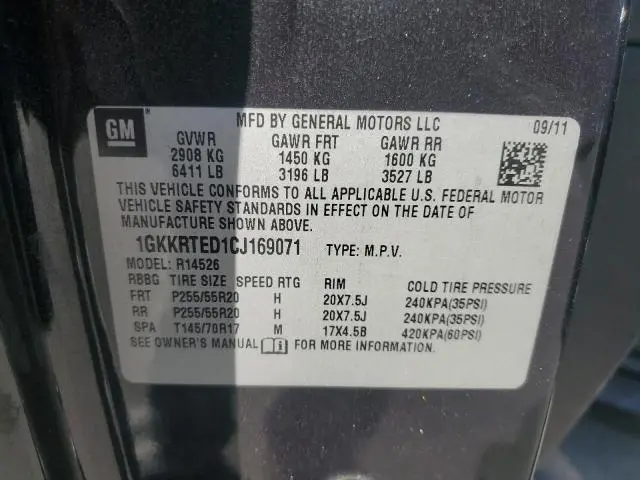 GM
MFD BY GENERAL MOTORS LLC 09/11
GVWR GAWR FRT GAWR RR
2908 KG 1450 KG 1600 KG
6411 LB 3196 LB 3527 LB
THIS VEHICLE CONFORMS TO ALL APPLICABLE U.S. FEDERAL MOTOR
VEHICLE SAFETY STANDARDS IN EFFECT ON THE DATE OF
MANUFACTURE SHOWN ABOVE.
1GKKRTED1CJ169071 TYPE: M.P.V.
MODEL: R14526
RBBG TIRE SIZE SPEED RTG RIM COLD TIRE PRESSURE
FRT P255/55R20 H 20X7.5J 240KPA(35PSI)
RR P255/55R20 H 20X7.5J 240KPA(35PSI)
SPA T145/70R17 M 17X4.5B 420KPA(60PSI)
SEE OWNER'S MANUAL FOR MORE INFORMATION.